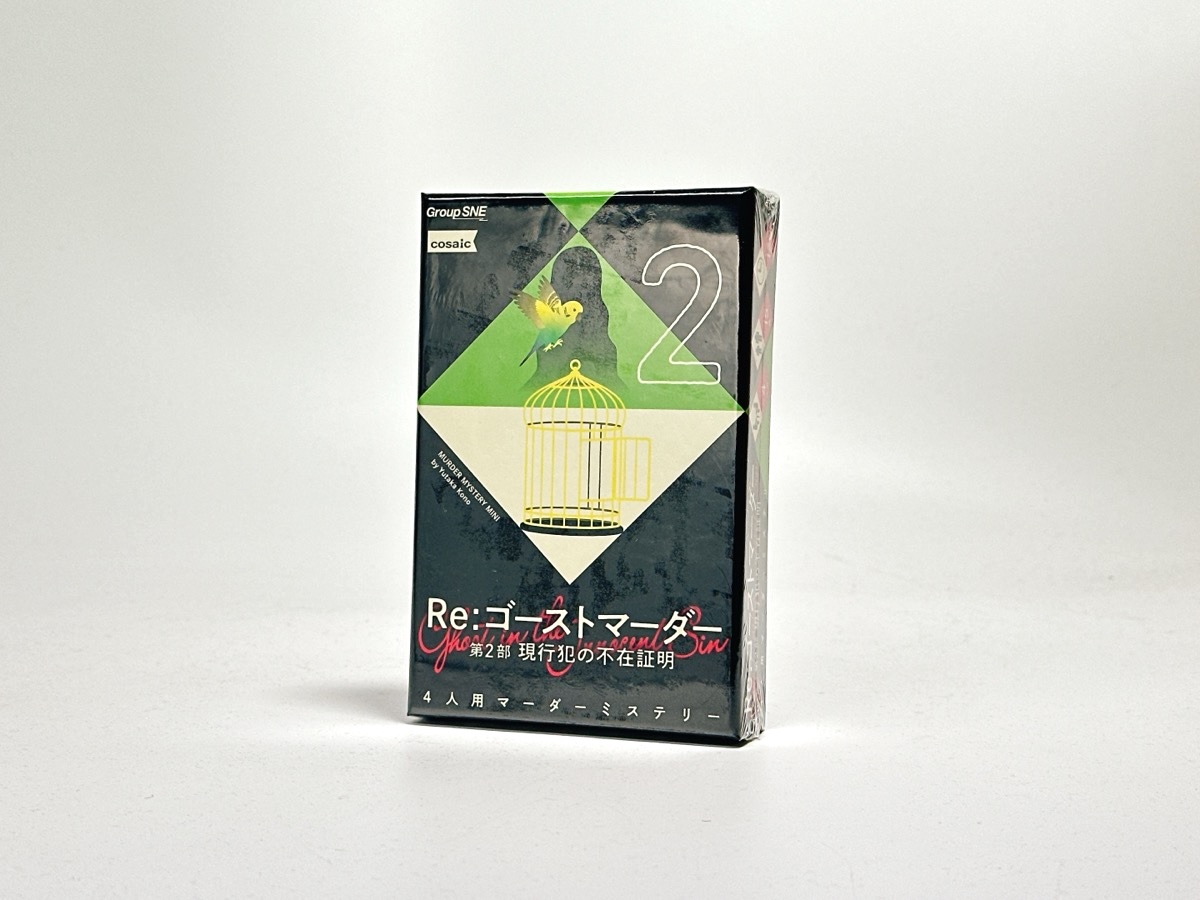 Group SNE
cosaic
2
MURDER MYSTERY MINI
by Yutaka Kono
Re:ゴーストマーダー
Ghost in the Innocent Sin
第2部 現行犯の不在証明
4人用マーダーミステリー